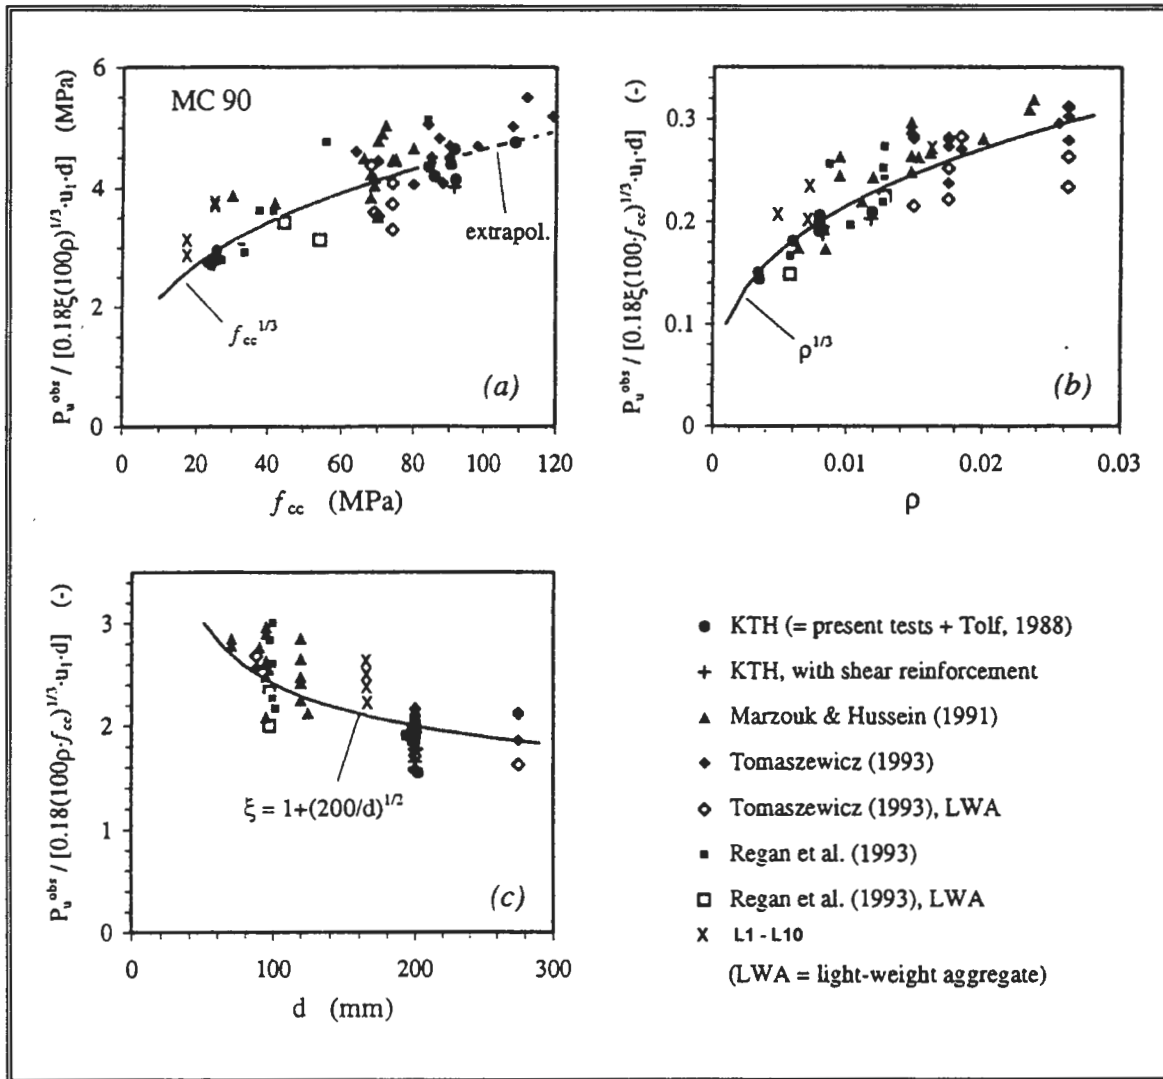 MC 90
P_u^obs / [0.18ξ(100ρ)^1/3·u₁·d] (MPa)
6
4
2
0
0 20 40 60 80 100 120
f_cc (MPa)
f_cc^1/3
extrapol.
(a)
P_u^obs / [0.18ξ(100·f_cc)^1/3·u₁·d] (-)
0.3
0.2
0.1
0
0 0.01 0.02 0.03
ρ
ρ^1/3
(b)
P_u^obs / [0.18(100ρ·f_cc)^1/3·u₁·d] (-)
3
2
1
0
0 100 200 300
d (mm)
ξ = 1+(200/d)^1/2
(c)
KTH (= present tests + Tolf, 1988)
KTH, with shear reinforcement
Marzouk & Hussein (1991)
Tomaszewicz (1993)
Tomaszewicz (1993), LWA
Regan et al. (1993)
Regan et al. (1993), LWA
L1 - L10
(LWA = light-weight aggregate)